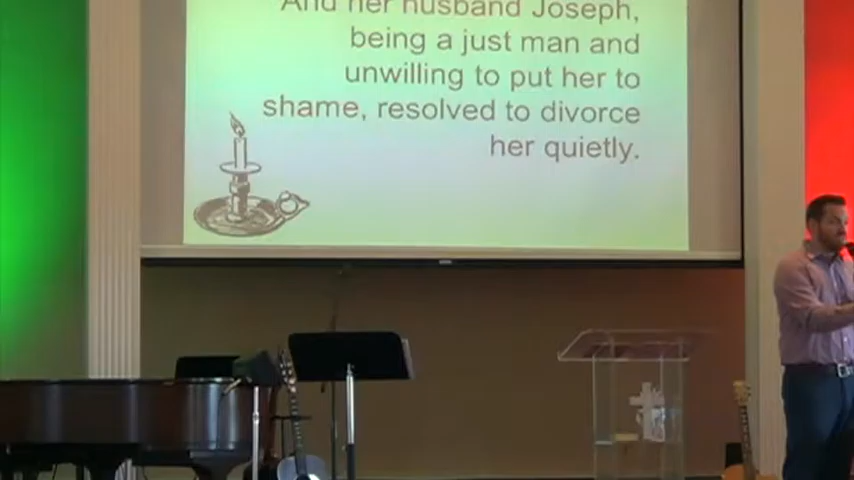 And her husband Joseph,
being a just man and
unwilling to put her to
shame, resolved to divorce
her quietly.